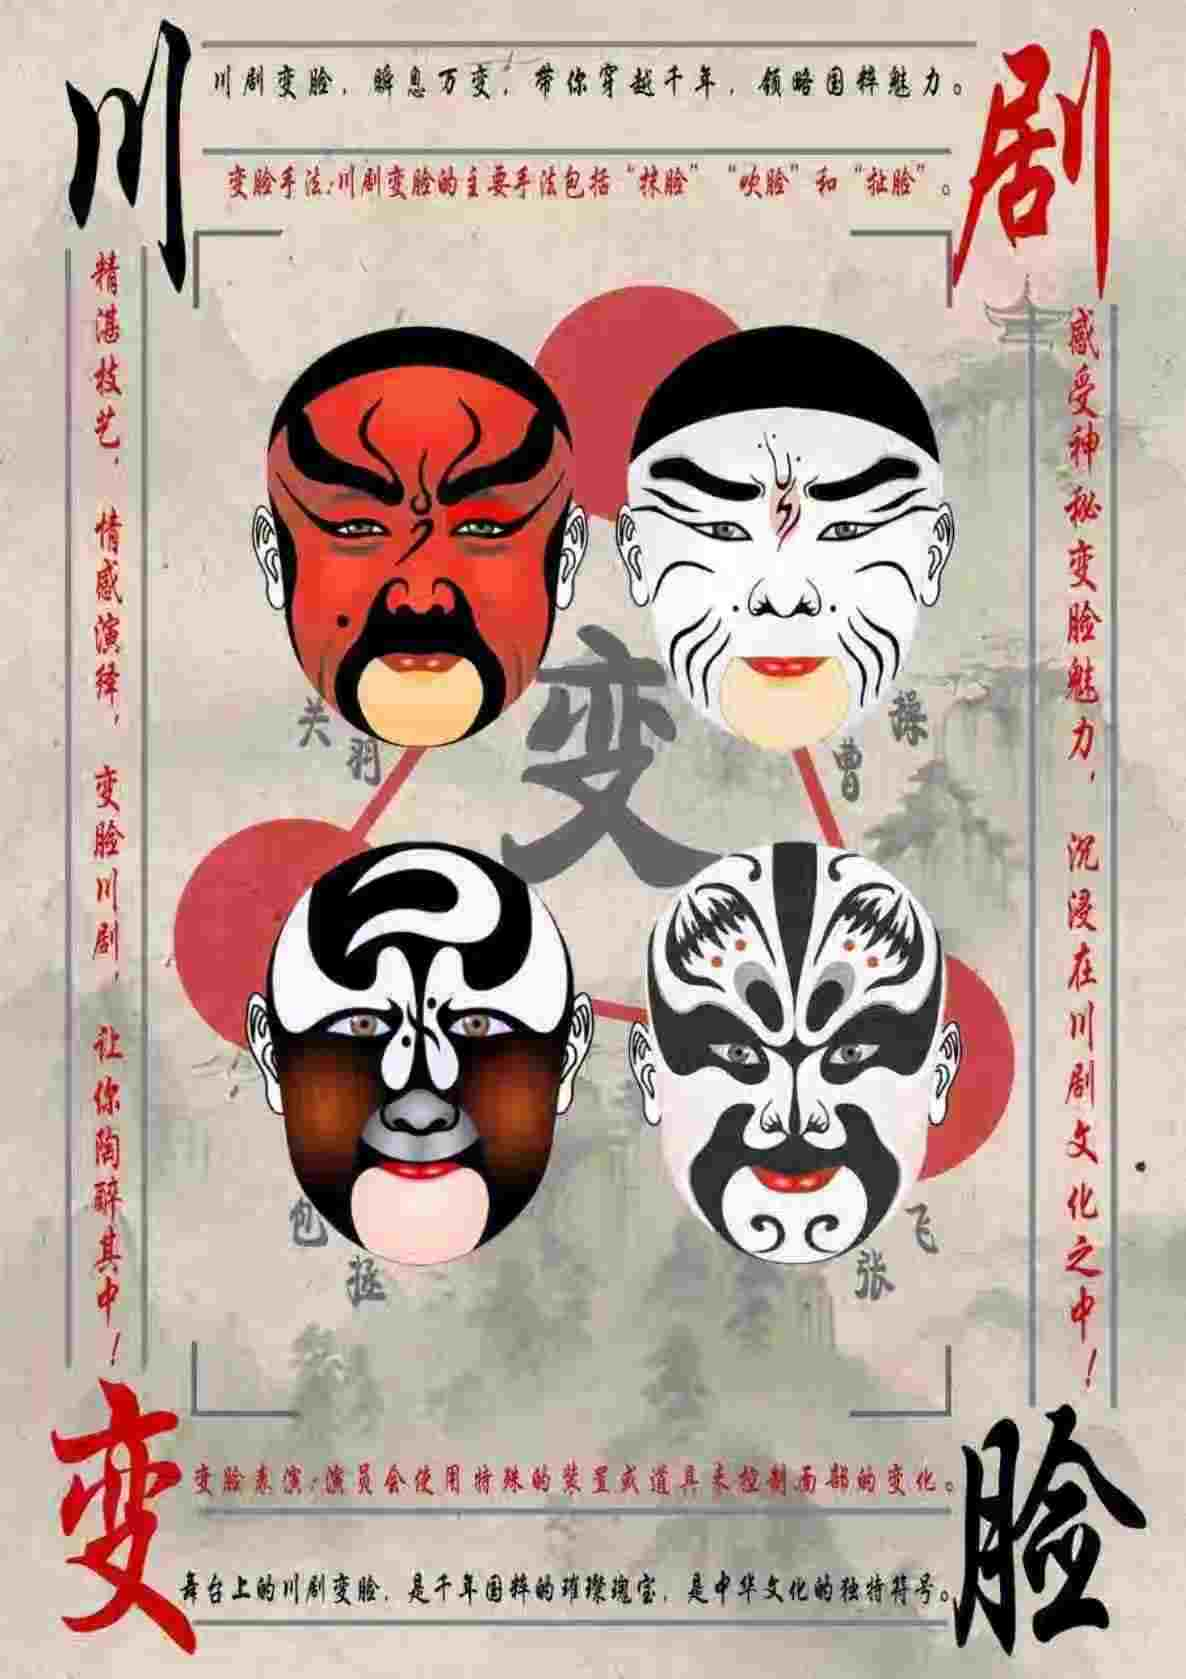 川剧
川剧变脸，瞬息万变，带你穿越千年，领略国粹魅力。
变脸手法:川剧变脸的主要手法包括“抹脸”“吹脸”和“扯脸”。
精湛技艺，情感演绎，变脸川剧，让你陶醉其中！
感受神秘变脸魅力，沉浸在川剧文化之中！
关羽
曹操
变
包拯
张飞
变脸
变脸表演:演员会使用特殊的装置或道具来控制面部的变化。
舞台上的川剧变脸，是千年国粹的璀璨瑰宝，是中华文化的独特符号。